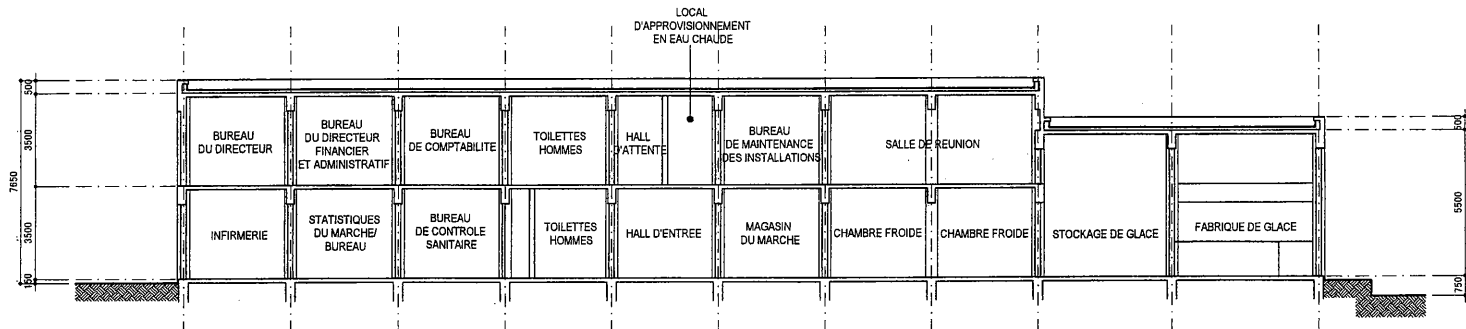 LOCAL
D'APPROVISIONNEMENT
EN EAU CHAUDE
500
3500
7650
3500
150
BUREAU
DU DIRECTEUR
BUREAU
DU DIRECTEUR
FINANCIER
ET ADMINISTRATIF
BUREAU
DE COMPTABILITE
TOILETTES
HOMMES
HALL
D'ATTENTE
BUREAU
DE MAINTENANCE
DES INSTALLATIONS
SALLE DE REUNION
INFIRMERIE
STATISTIQUES
DU MARCHE/
BUREAU
BUREAU
DE CONTROLE
SANITAIRE
TOILETTES
HOMMES
HALL D'ENTREE
MAGASIN
DU MARCHE
CHAMBRE FROIDE
CHAMBRE FROIDE
STOCKAGE DE GLACE
FABRIQUE DE GLACE
500
5500
750